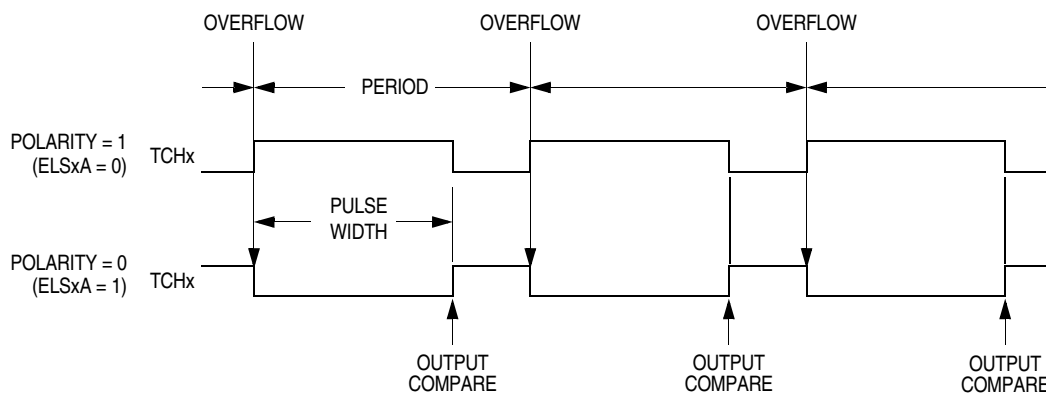 OVERFLOW OVERFLOW OVERFLOW
PERIOD
POLARITY = 1
(ELSxA = 0)
TCHx
PULSE
WIDTH
POLARITY = 0
(ELSxA = 1)
TCHx
OUTPUT
COMPARE
OUTPUT
COMPARE
OUTPUT
COMPARE